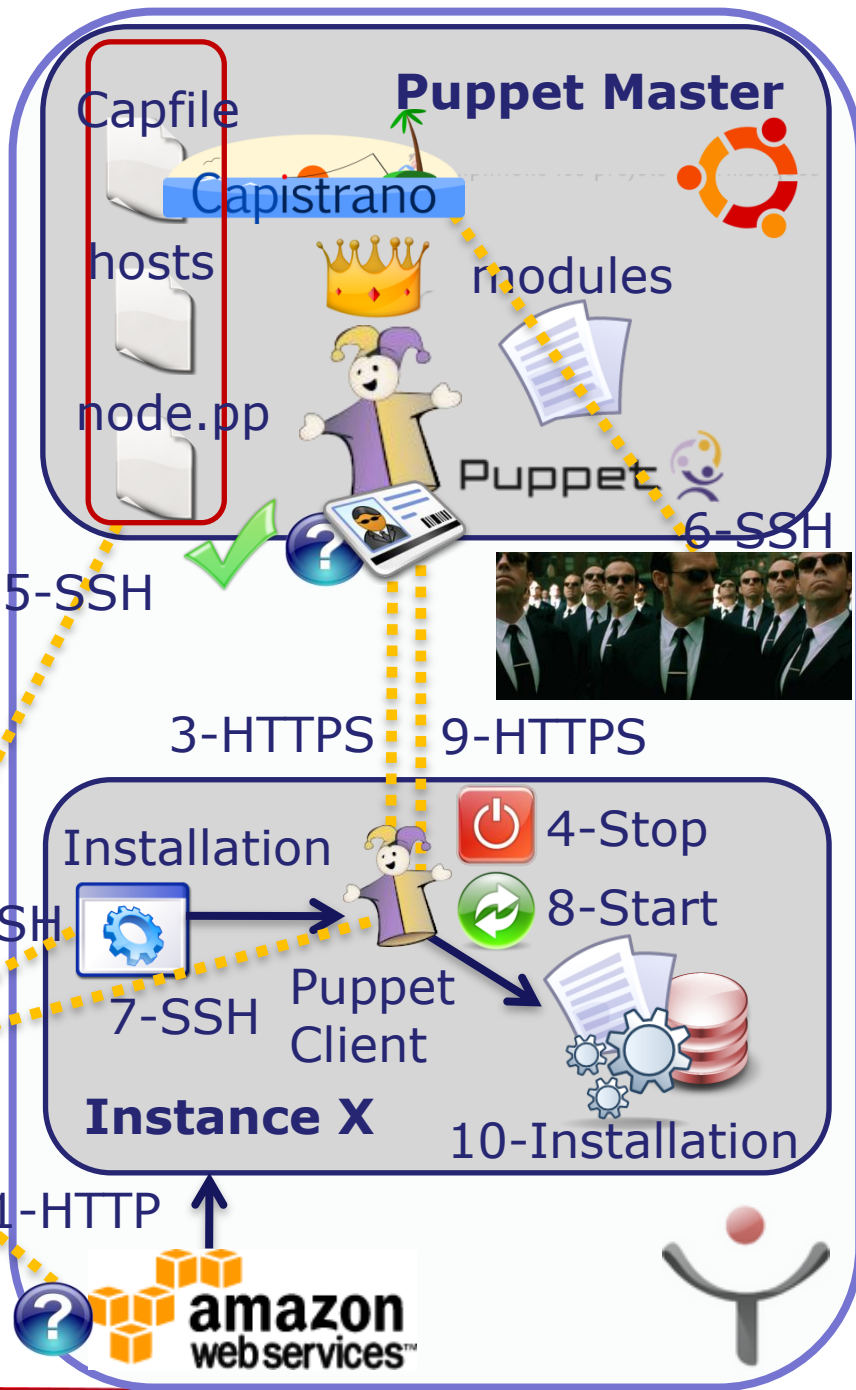 Puppet Master
Capfile
Capistrano
hosts
modules
node.pp
Puppet
6-SSH
5-SSH
3-HTTPS
9-HTTPS
Installation
4-Stop
8-Start
SH
7-SSH
Puppet
Client
Instance X
10-Installation
1-HTTP
amazon
web services™